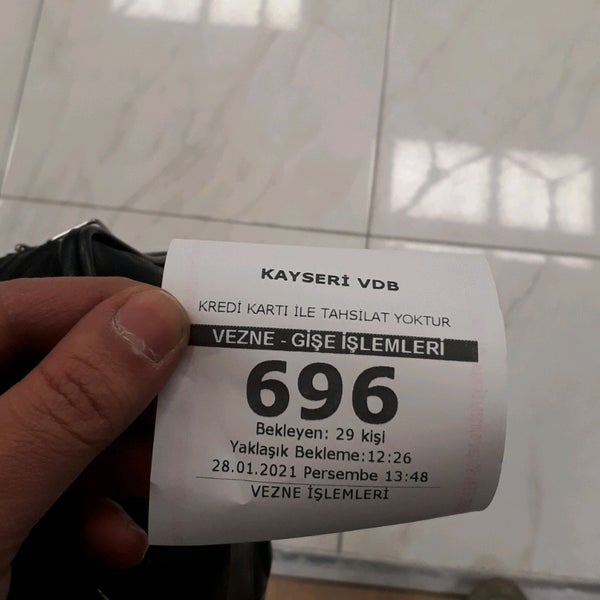 KAYSERİ VDB
KREDİ KARTI İLE TAHSİLAT YOKTUR
VEZNE - GİŞE İŞLEMLERİ
696
Bekleyen: 29 kişi
Yaklaşık Bekleme:12:26
28.01.2021 Persembe 13:48
VEZNE İŞLEMLERİ